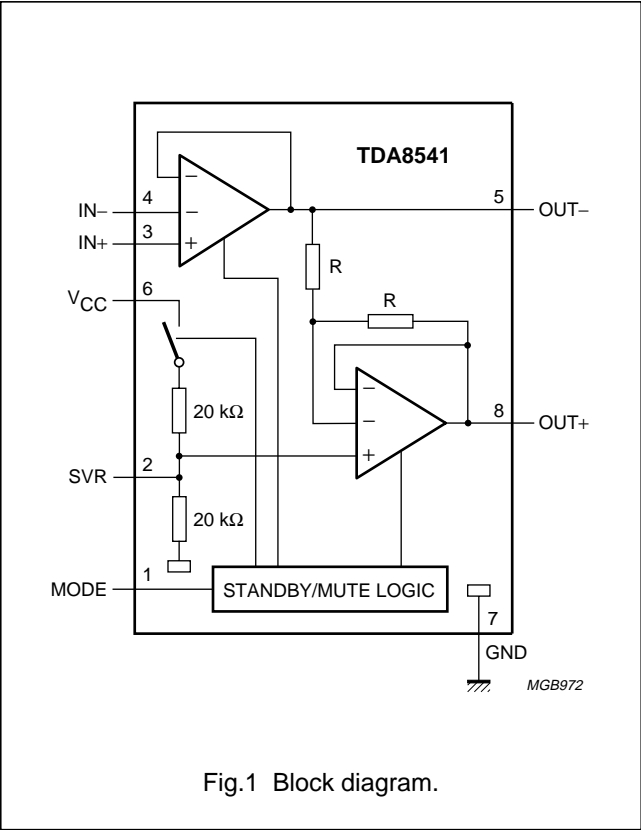 TDA8541
IN− 4 − 5 OUT−
IN+ 3 +
−
R
VCC 6
R
20 kΩ
−
− 8 OUT+
+
SVR 2
20 kΩ
MODE 1 STANDBY/MUTE LOGIC
7
GND
MGB972
Fig.1 Block diagram.